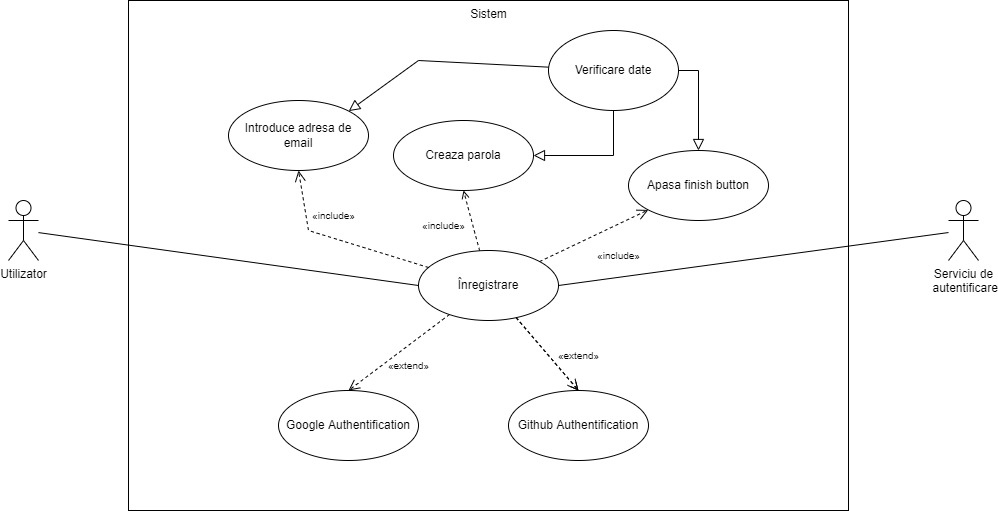 Sistem
Verificare date
Introduce adresa de
email
Creaza parola
Apasa finish button
«include»
«include»
«include»
Utilizator
Serviciu de
autentificare
Înregistrare
«extend»
«extend»
Google Authentification
Github Authentification